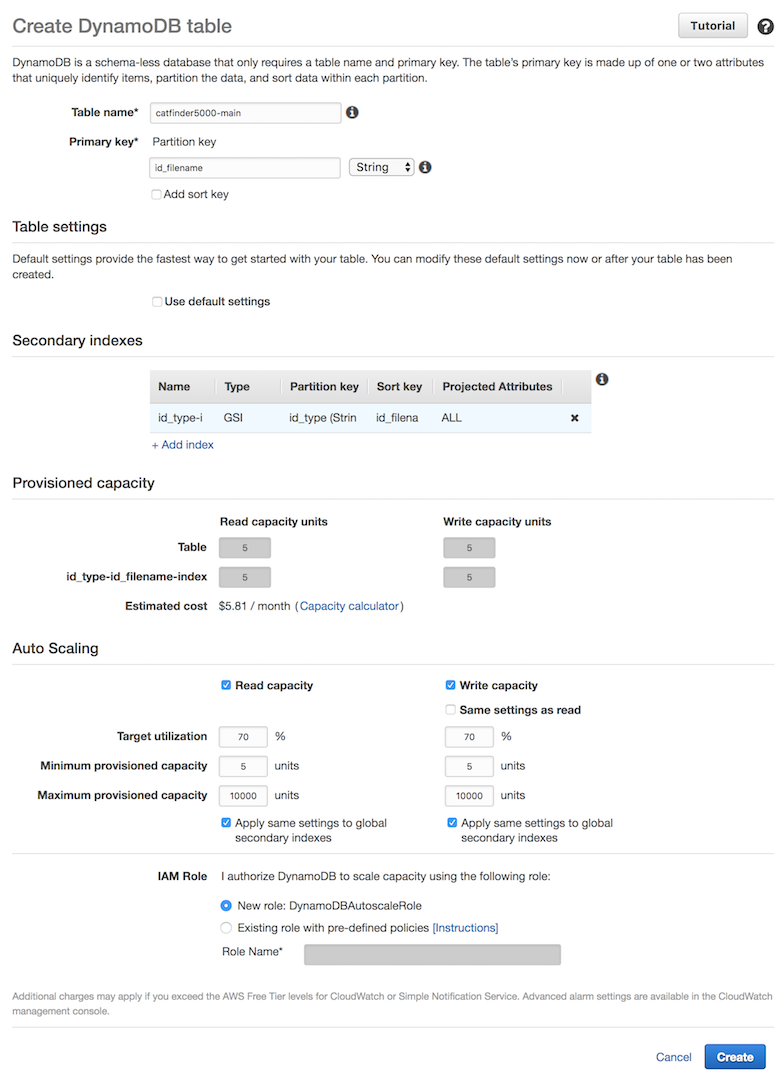 Create DynamoDB table
Tutorial
?
DynamoDB is a schema-less database that only requires a table name and primary key. The table's primary key is made up of one or two attributes
that uniquely identify items, partition the data, and sort data within each partition.
Table name* catfinder5000-main
Primary key* Partition key
id_filename String
Add sort key
Table settings
Default settings provide the fastest way to get started with your table. You can modify these default settings now or after your table has been
created.
Use default settings
Secondary indexes
Name Type Partition key Sort key Projected Attributes
id_type-i GSI id_type (Strin id_filena ALL
+ Add index
Provisioned capacity
Read capacity units Write capacity units
Table 5 5
id_type-id_filename-index 5 5
Estimated cost $5.81 / month (Capacity calculator)
Auto Scaling
Read capacity Write capacity
Same settings as read
Target utilization 70 % 70 %
Minimum provisioned capacity 5 units 5 units
Maximum provisioned capacity 10000 units 10000 units
Apply same settings to global Apply same settings to global
secondary indexes secondary indexes
IAM Role I authorize DynamoDB to scale capacity using the following role:
New role: DynamoDBAutoscaleRole
Existing role with pre-defined policies [Instructions]
Role Name*
Additional charges may apply if you exceed the AWS Free Tier levels for CloudWatch or Simple Notification Service. Advanced alarm settings are available in the CloudWatch
management console.
Cancel Create